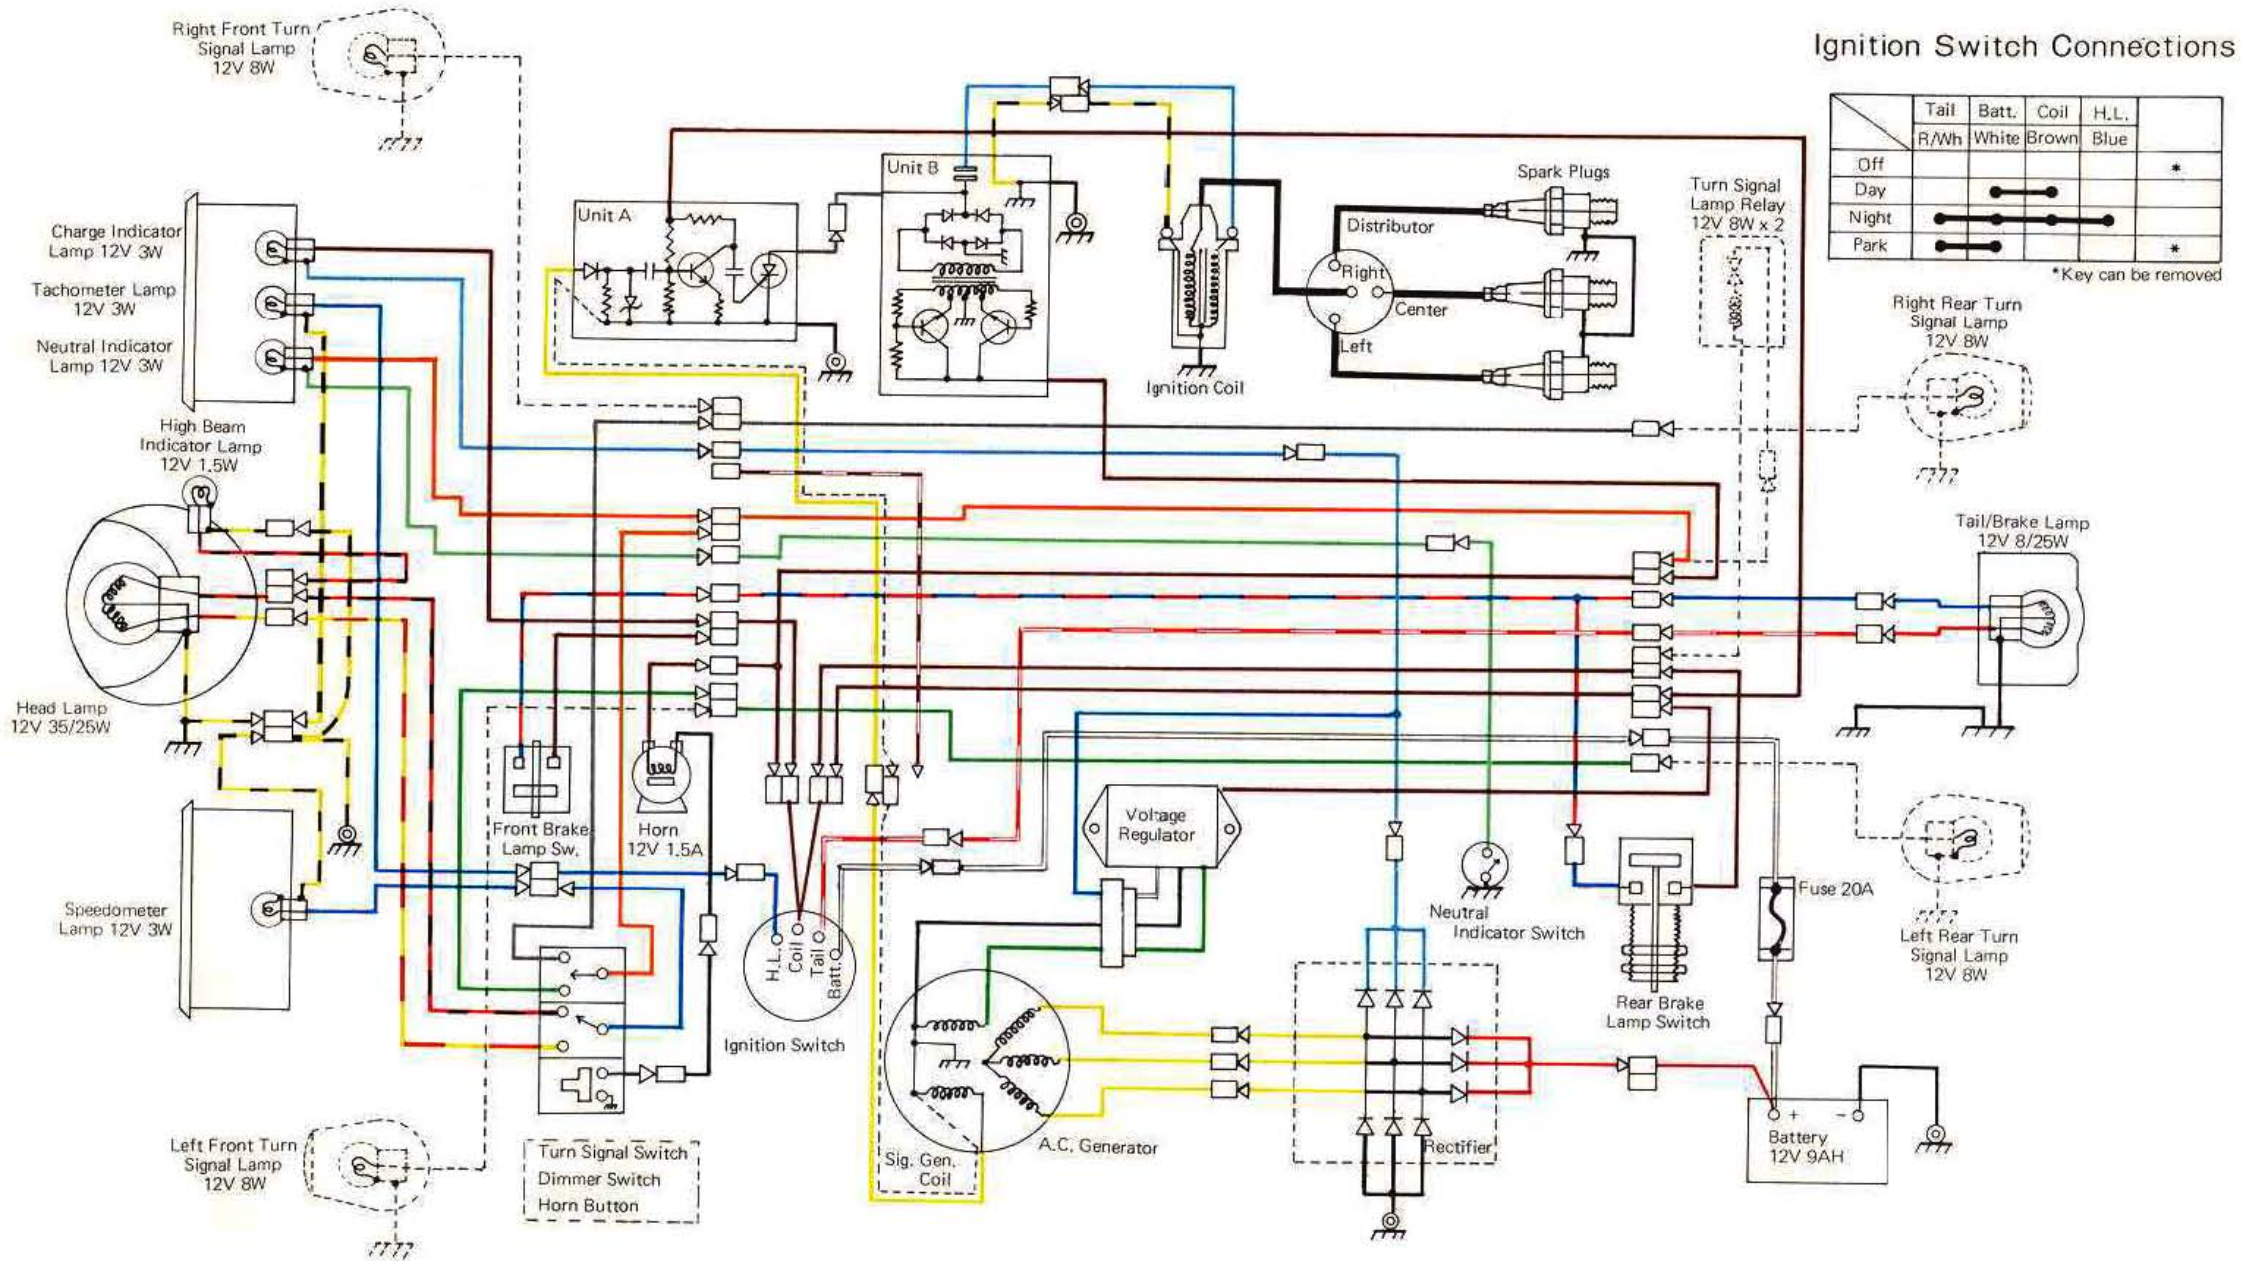 Right Front Turn
Signal Lamp
12V 8W
Ignition Switch Connections
Tail
Batt.
Coil
H.L.
R/Wh
White
Brown
Blue
Off
*
Day
Night
Park
*
*Key can be removed
Unit A
Unit B
Spark Plugs
Turn Signal
Lamp Relay
12V 8W x 2
Distributor
Right
Center
Left
Ignition Coil
Charge Indicator
Lamp 12V 3W
Tachometer Lamp
12V 3W
Neutral Indicator
Lamp 12V 3W
High Beam
Indicator Lamp
12V 1.5W
Right Rear Turn
Signal Lamp
12V 8W
Tail/Brake Lamp
12V 8/25W
Head Lamp
12V 35/25W
Front Brake
Lamp Sw.
Horn
12V 1.5A
Voltage
Regulator
Neutral
Indicator Switch
Fuse 20A
Speedometer
Lamp 12V 3W
H.L.
Coil
Tail
Batt.
Ignition Switch
Rear Brake
Lamp Switch
Left Rear Turn
Signal Lamp
12V 8W
Left Front Turn
Signal Lamp
12V 8W
Turn Signal Switch
Dimmer Switch
Horn Button
Sig. Gen.
Coil
A.C. Generator
Rectifier
+
−
Battery
12V 9AH